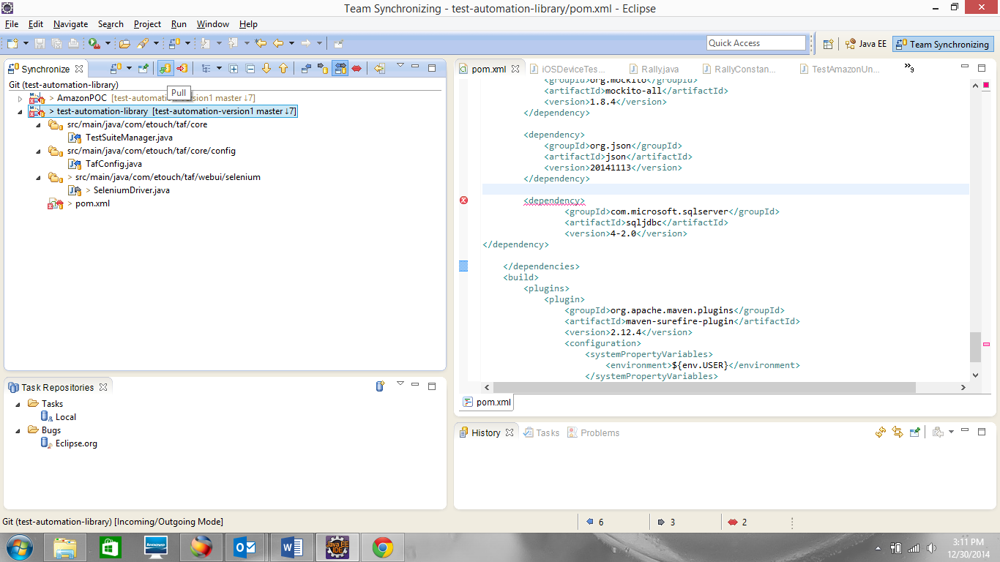 Team Synchronizing - test-automation-library/pom.xml - Eclipse
File Edit Navigate Search Project Run Window Help
Quick Access
Java EE
Team Synchronizing
Synchronize
Git (test-automation-library)
Pull
> AmazonPOC [test-automati version1 master ↓7]
> test-automation-library [test-automation-version1 master ↓7]
src/main/java/com/etouch/taf/core
TestSuiteManager.java
src/main/java/com/etouch/taf/core/config
TafConfig.java
> src/main/java/com/etouch/taf/webui/selenium
> SeleniumDriver.java
> pom.xml
pom.xml
iOSDeviceTes...
Rally.java
RallyConstan...
TestAmazonUn...
»9
<groupId>org.mockito</groupId>
<artifactId>mockito-all</artifactId>
<version>1.8.4</version>
</dependency>
<dependency>
<groupId>org.json</groupId>
<artifactId>json</artifactId>
<version>20141113</version>
</dependency>
<dependency>
<groupId>com.microsoft.sqlserver</groupId>
<artifactId>sqljdbc</artifactId>
<version>4-2.0</version>
</dependency>
</dependencies>
<build>
<plugins>
<plugin>
<groupId>org.apache.maven.plugins</groupId>
<artifactId>maven-surefire-plugin</artifactId>
<version>2.12.4</version>
<configuration>
<systemPropertyVariables>
<environment>${env.USER}</environment>
</systemPropertyVariables>
pom.xml
Task Repositories
Tasks
Local
Bugs
Eclipse.org
History
Tasks
Problems
Git (test-automation-library) [Incoming/Outgoing Mode]
6
3
2
lenovo
Java EE
IDE
3:11 PM
12/30/2014